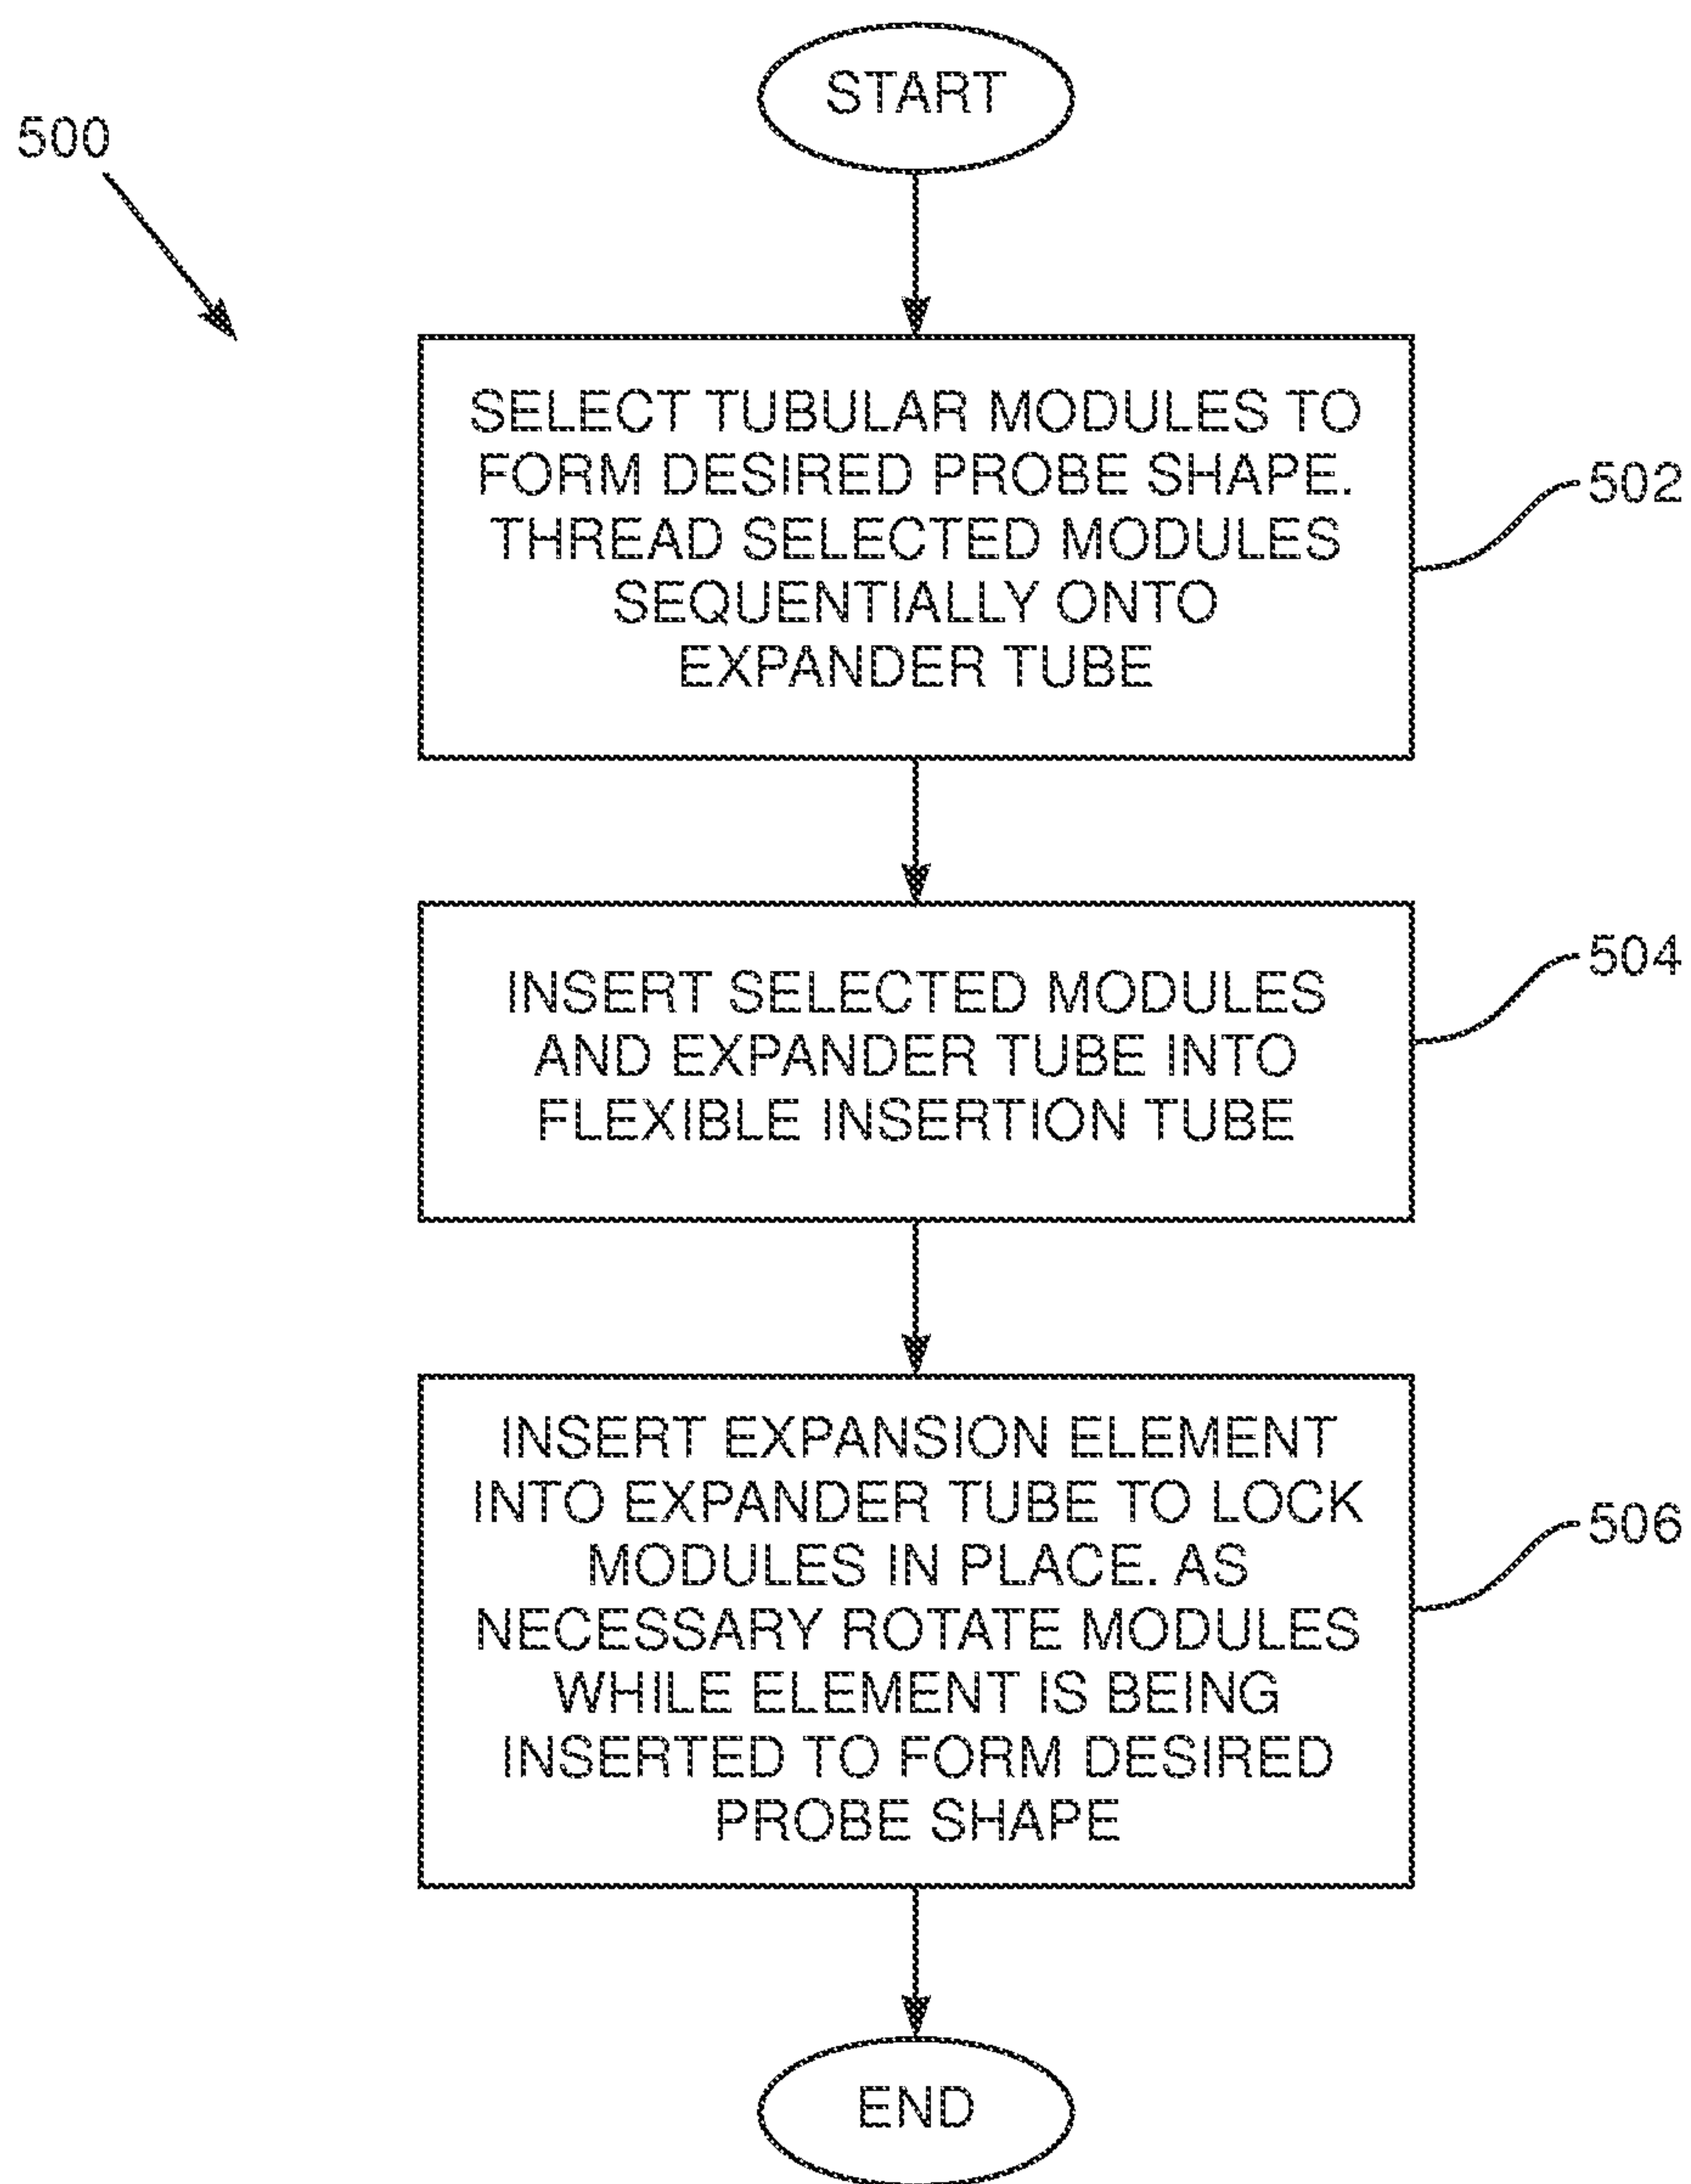 START
500
SELECT TUBULAR MODULES TO
FORM DESIRED PROBE SHAPE.
THREAD SELECTED MODULES
SEQUENTIALLY ONTO
EXPANDER TUBE
502
INSERT SELECTED MODULES
AND EXPANDER TUBE INTO
FLEXIBLE INSERTION TUBE
504
INSERT EXPANSION ELEMENT
INTO EXPANDER TUBE TO LOCK
MODULES IN PLACE. AS
NECESSARY ROTATE MODULES
WHILE ELEMENT IS BEING
INSERTED TO FORM DESIRED
PROBE SHAPE
506
END